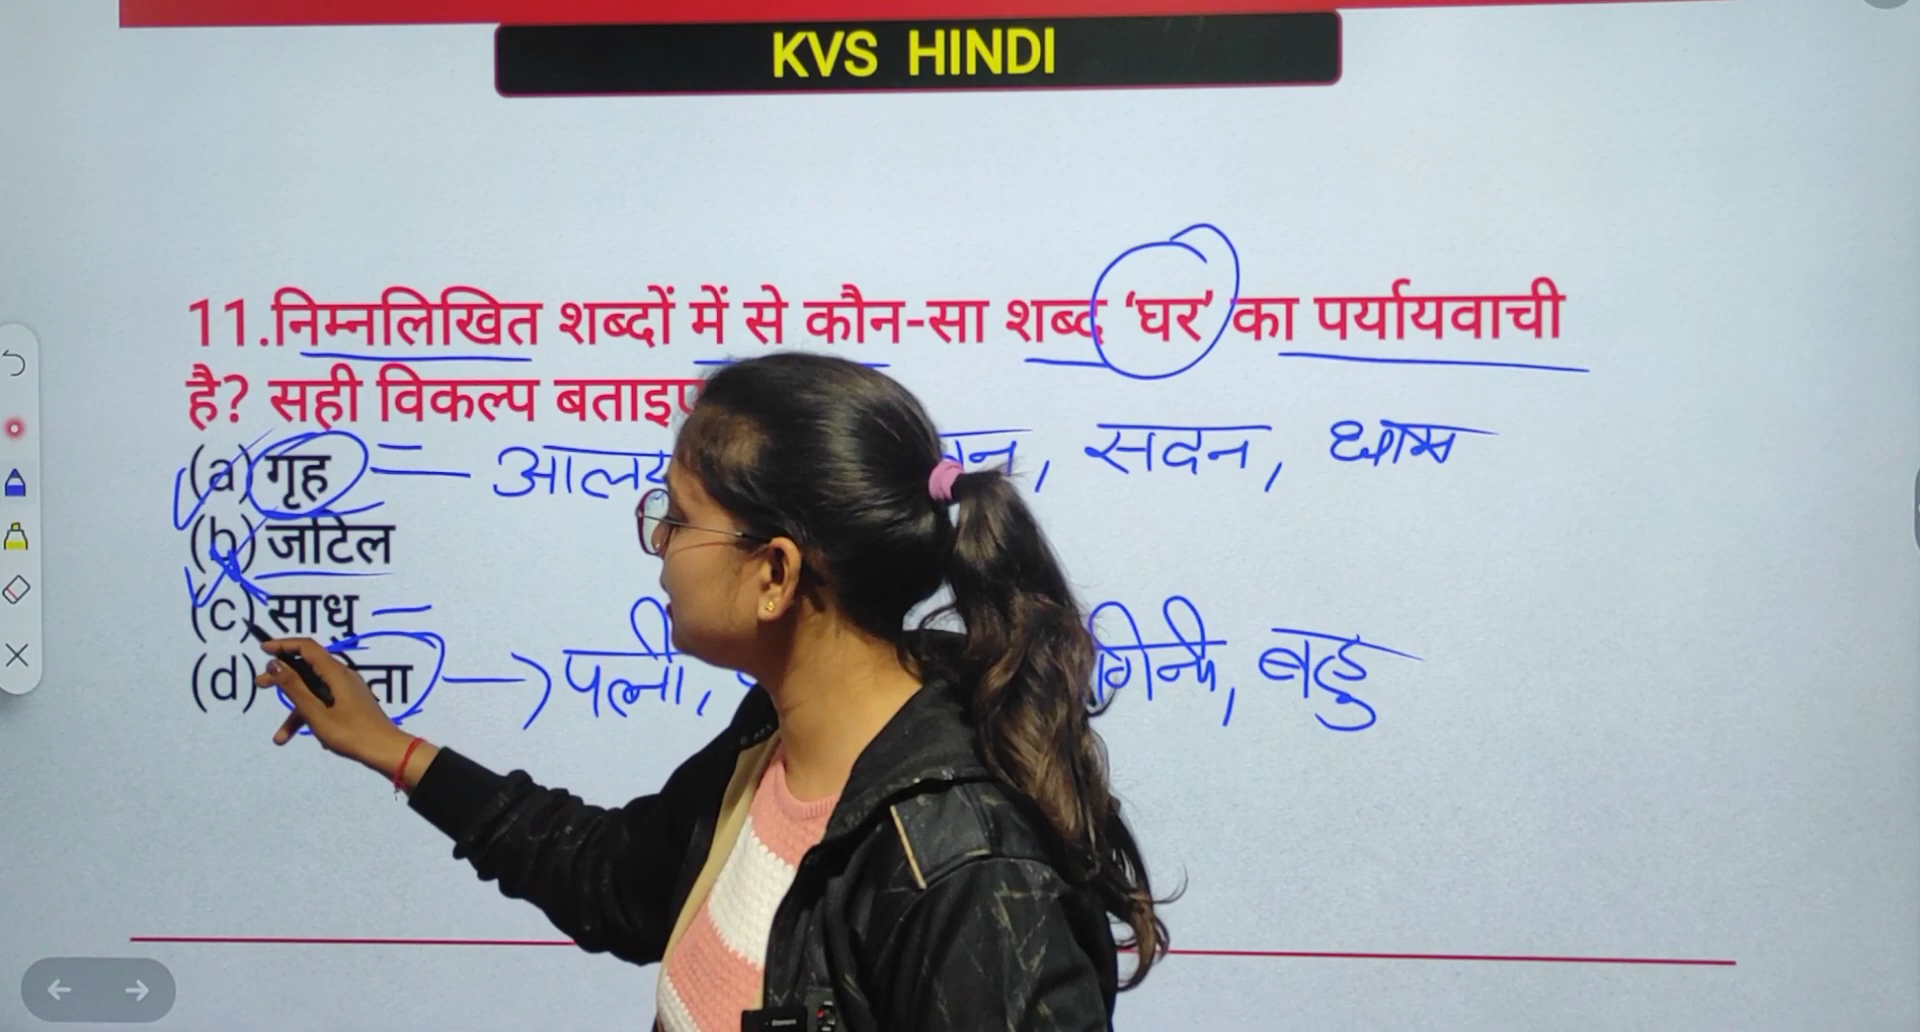 KVS HINDI
11.निम्नलिखित शब्दों में से कौन-सा शब्द ‘घर’ का पर्यायवाची
है? सही विकल्प बताइए
(a) गृह = आलय सदन, धाम
(b) जटिल
(c) साधु –
(d) → पत्नी, बहु